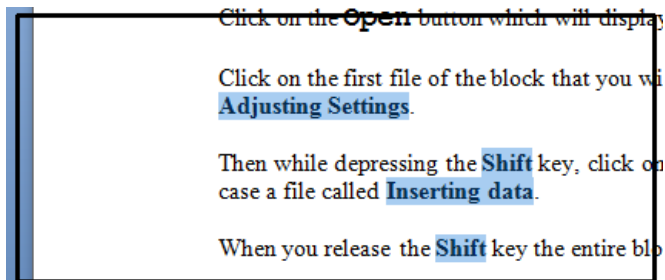 Click on the Open button which will display
Click on the first file of the block that you wi
Adjusting Settings.
Then while depressing the Shift key, click on
case a file called Inserting data.
When you release the Shift key the entire blo